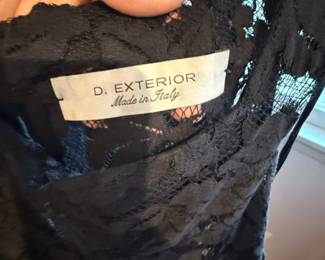 D. EXTERIOR
Made in Italy